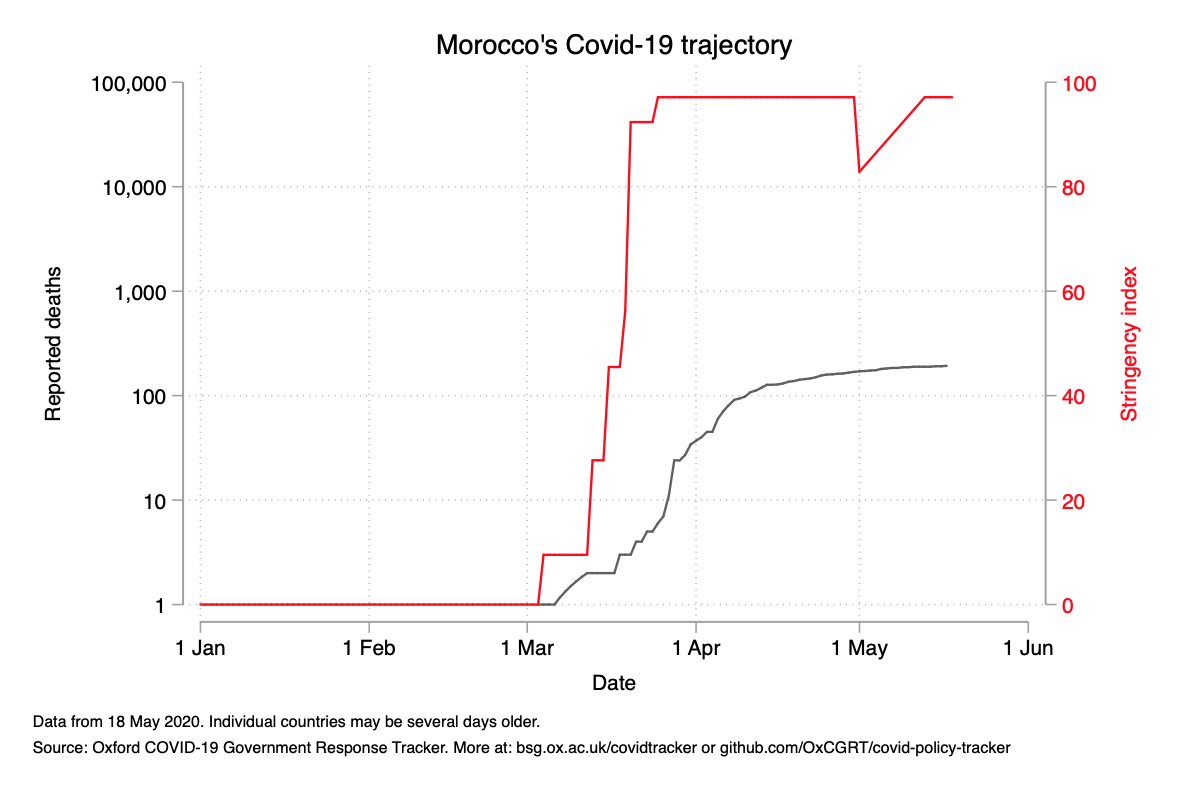 Morocco's Covid-19 trajectory
100,000
10,000
1,000
100
10
1
Reported deaths
100
80
60
40
20
0
Stringency index
1 Jan
1 Feb
1 Mar
1 Apr
1 May
1 Jun
Date
Data from 18 May 2020. Individual countries may be several days older.
Source: Oxford COVID-19 Government Response Tracker. More at: bsg.ox.ac.uk/covidtracker or github.com/OxCGRT/covid-policy-tracker